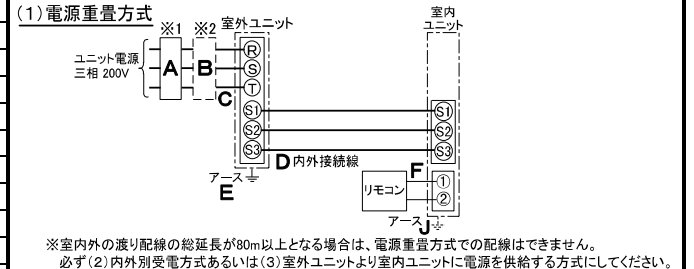 (1)電源重畳方式
※1 ※2 室外ユニット
室内
ユニット
ユニット電源
三相 200V
A
B
C
R
S
T
S1
S2
S3
S1
S2
S3
D 内外接続線
アース
E
F
リモコン
①
②
アース
J
※室内外の渡り配線の総延長が80m以上となる場合は、電源重畳方式での配線はできません。
必ず(2)内外別受電方式あるいは(3)室外ユニットより室内ユニットに電源を供給する方式にしてください。